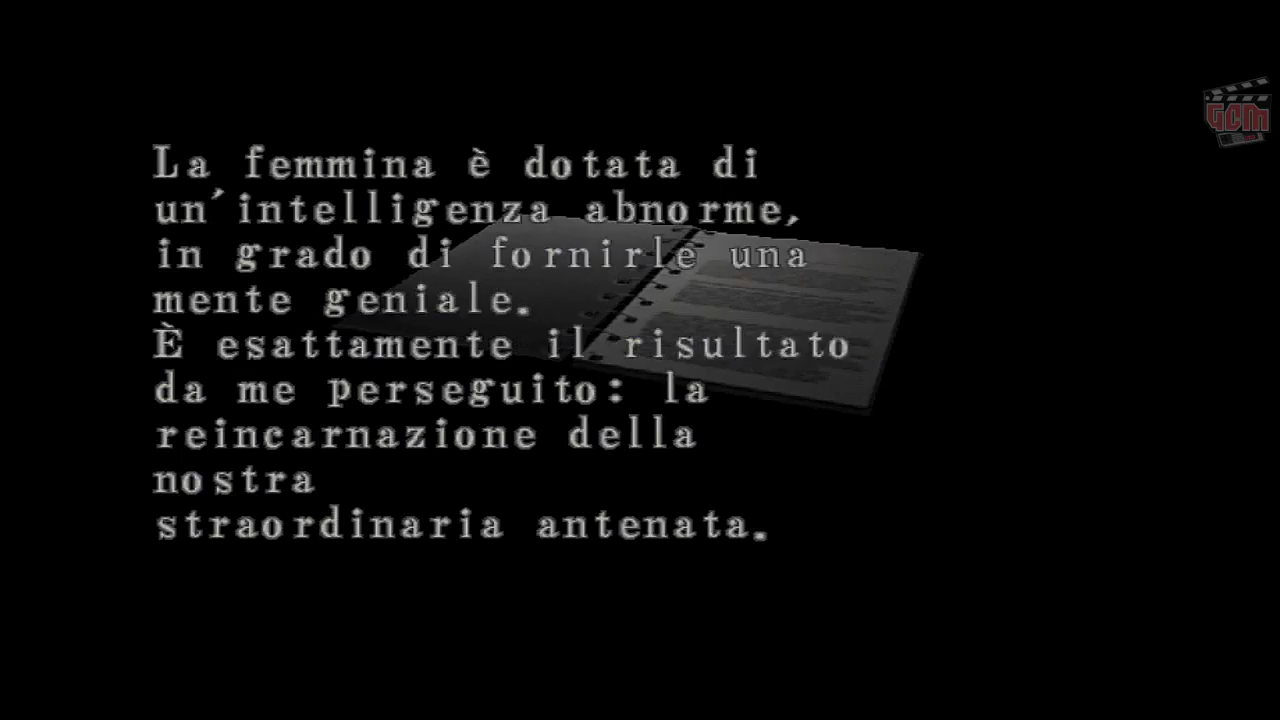 La femmina è dotata di
un'intelligenza abnorme,
in grado di fornirle una
mente geniale.
È esattamente il risultato
da me perseguito: la
reincarnazione della
nostra
straordinaria antenata.
GCM